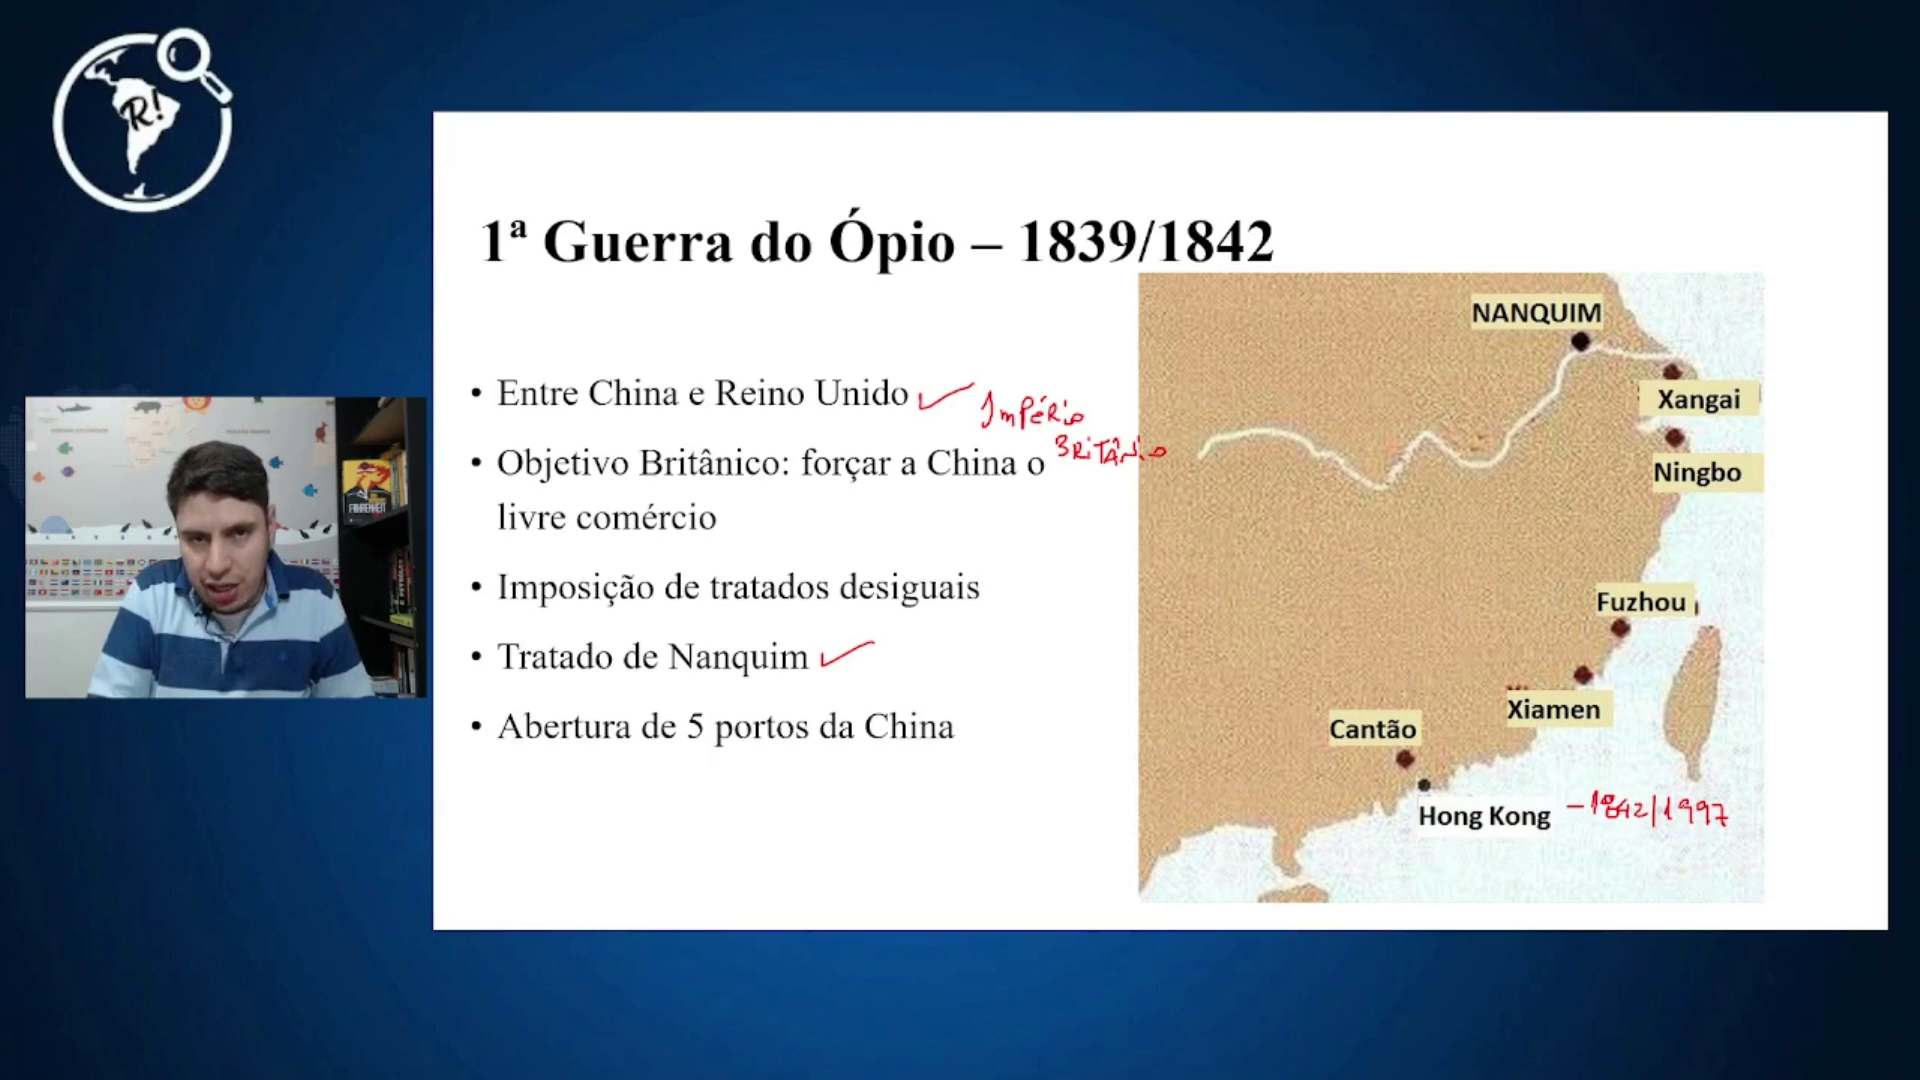 R!
1ª Guerra do Ópio – 1839/1842
• Entre China e Reino Unido
Império
Britânio
• Objetivo Britânico: forçar a China o
livre comércio
• Imposição de tratados desiguais
• Tratado de Nanquim
• Abertura de 5 portos da China
NANQUIM
Xangai
Ningbo
Fuzhou
Xiamen
Cantão
Hong Kong – 1842/1997
FAHRENHEIT